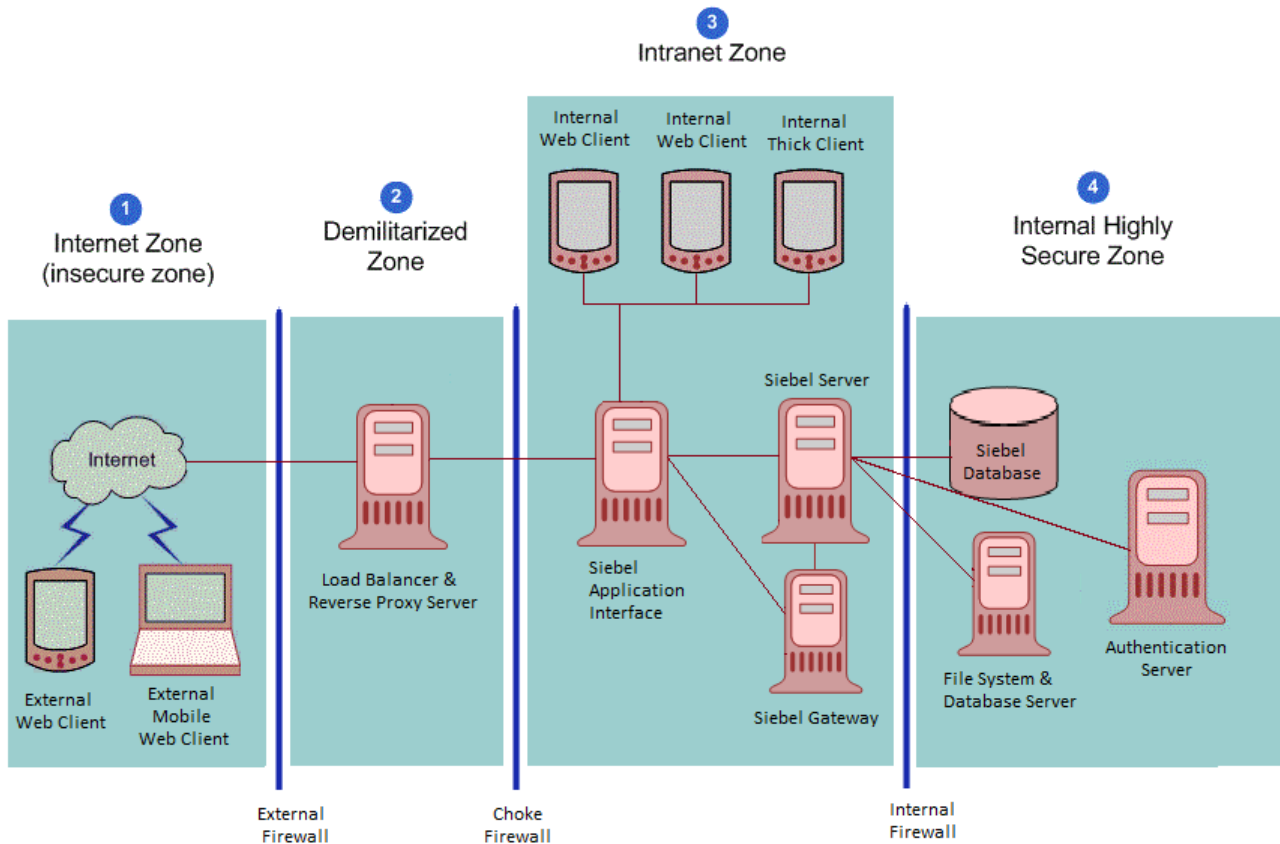 3
Intranet Zone
Internal
Web Client
Internal
Web Client
Internal
Thick Client
1
Internet Zone
(insecure zone)
2
Demilitarized
Zone
4
Internal Highly
Secure Zone
Internet
External
Web Client
External
Mobile
Web Client
Load Balancer &
Reverse Proxy Server
Siebel
Application
Interface
Siebel Server
Siebel Gateway
Siebel
Database
File System &
Database Server
Authentication
Server
External
Firewall
Choke
Firewall
Internal
Firewall